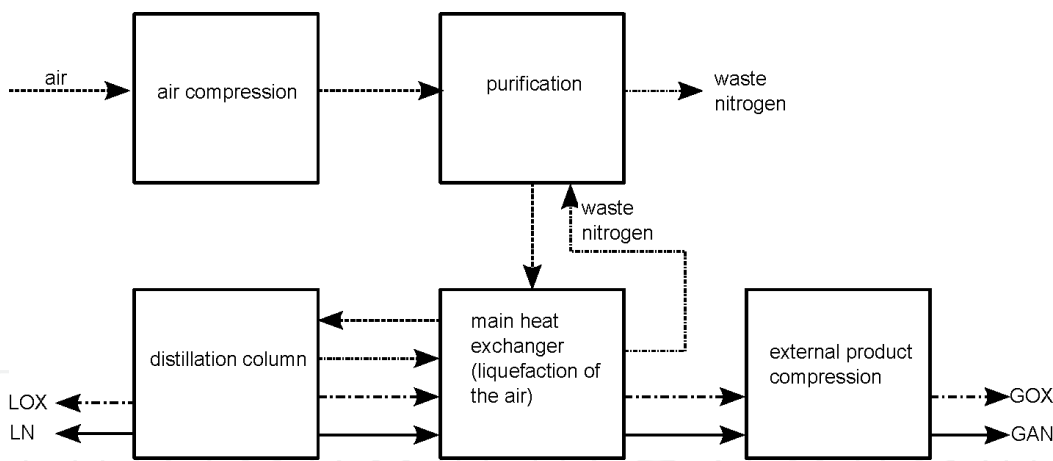 air
air compression
purification
waste
nitrogen
waste
nitrogen
distillation column
main heat
exchanger
(liquefaction of
the air)
external product
compression
LOX
LN
GOX
GAN